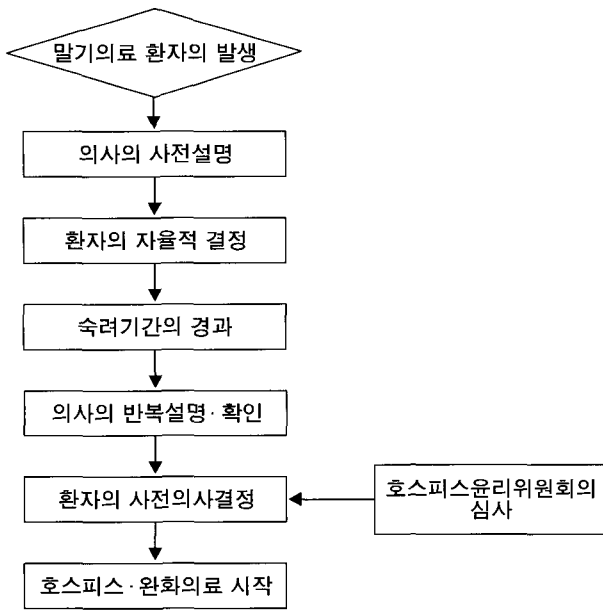 말기의료 환자의 발생
의사의 사전설명
환자의 자율적 결정
숙려기간의 경과
의사의 반복설명·확인
환자의 사전의사결정
호스피스윤리위원회의
심사
호스피스·완화의료 시작